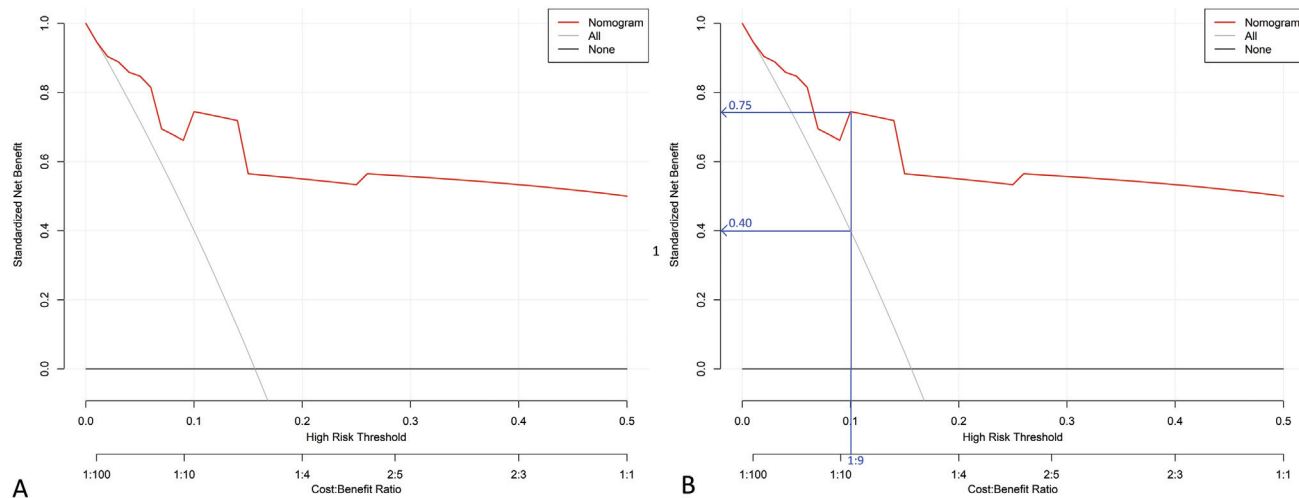 Nomogram
All
None
Standardized Net Benefit
1.0
0.8
0.6
0.4
0.2
0.0
0.0 0.1 0.2 0.3 0.4 0.5
High Risk Threshold
1:100 1:10 1:4 2:5 2:3 1:1
Cost:Benefit Ratio
A
1
Nomogram
All
None
Standardized Net Benefit
1.0
0.8
0.75
0.6
0.40
0.4
0.2
0.0
0.0 0.1 0.2 0.3 0.4 0.5
High Risk Threshold
1:100 1:10 1:9 1:4 2:5 2:3 1:1
Cost:Benefit Ratio
B